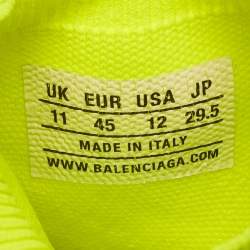 UK EUR USA JP
11 45 12 29.5
MADE IN ITALY
WWW.BALENCIAGA.COM